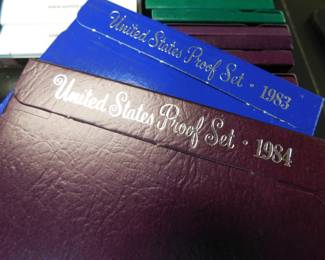 United States Proof Set · 1983
United States Proof Set · 1984